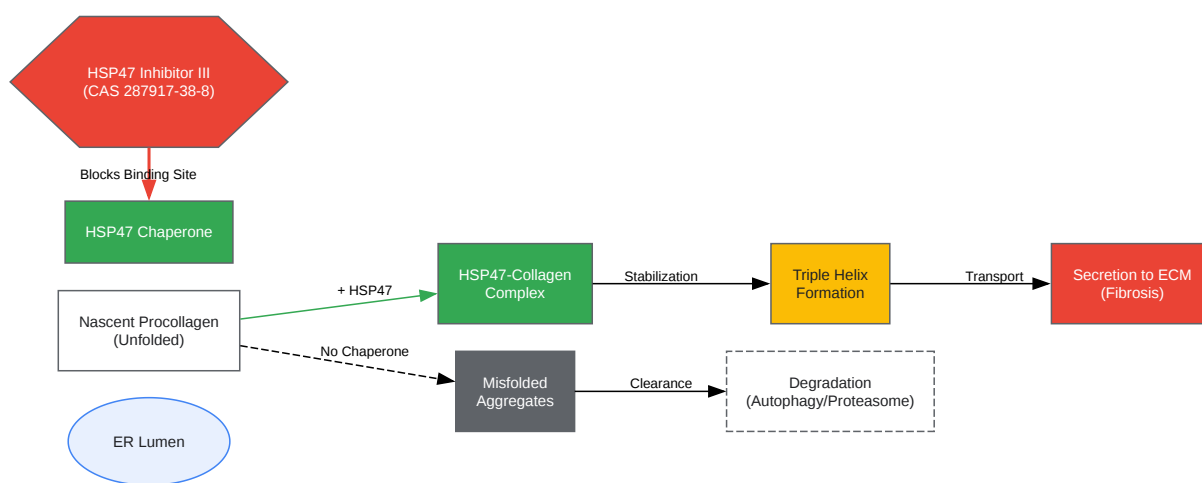 HSP47 Inhibitor III
(CAS 287917-38-8)
Blocks Binding Site
HSP47 Chaperone
Nascent Procollagen
(Unfolded)
ER Lumen
+ HSP47
No Chaperone
HSP47-Collagen
Complex
Misfolded
Aggregates
Stabilization
Clearance
Triple Helix
Formation
Degradation
(Autophagy/Proteasome)
Transport
Secretion to ECM
(Fibrosis)